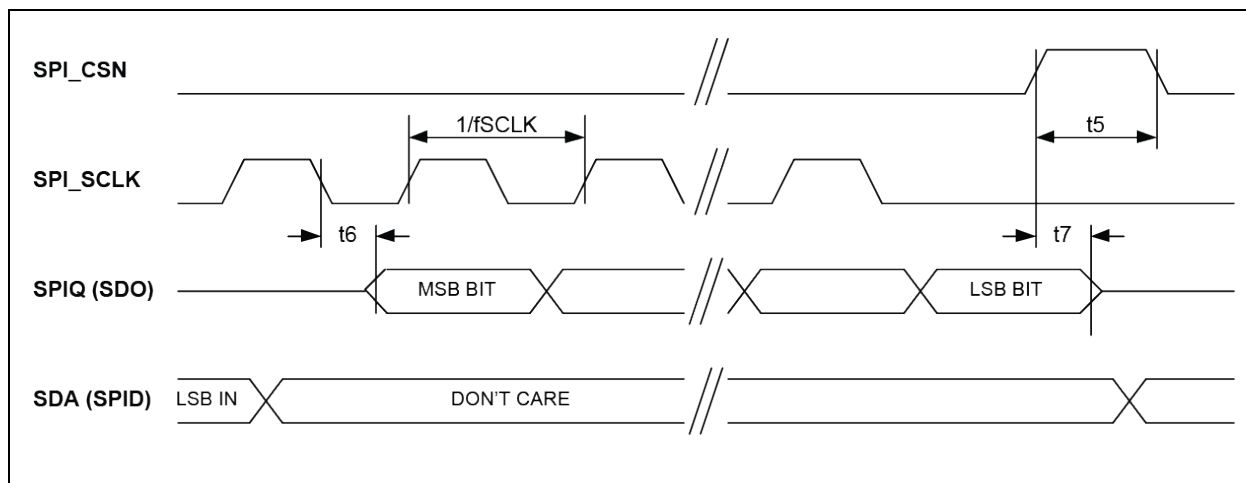 SPI_CSN
t5
1/fSCLK
SPI_SCLK
t6
t7
SPIQ (SDO)
MSB BIT
LSB BIT
SDA (SPID)
LSB IN
DON'T CARE